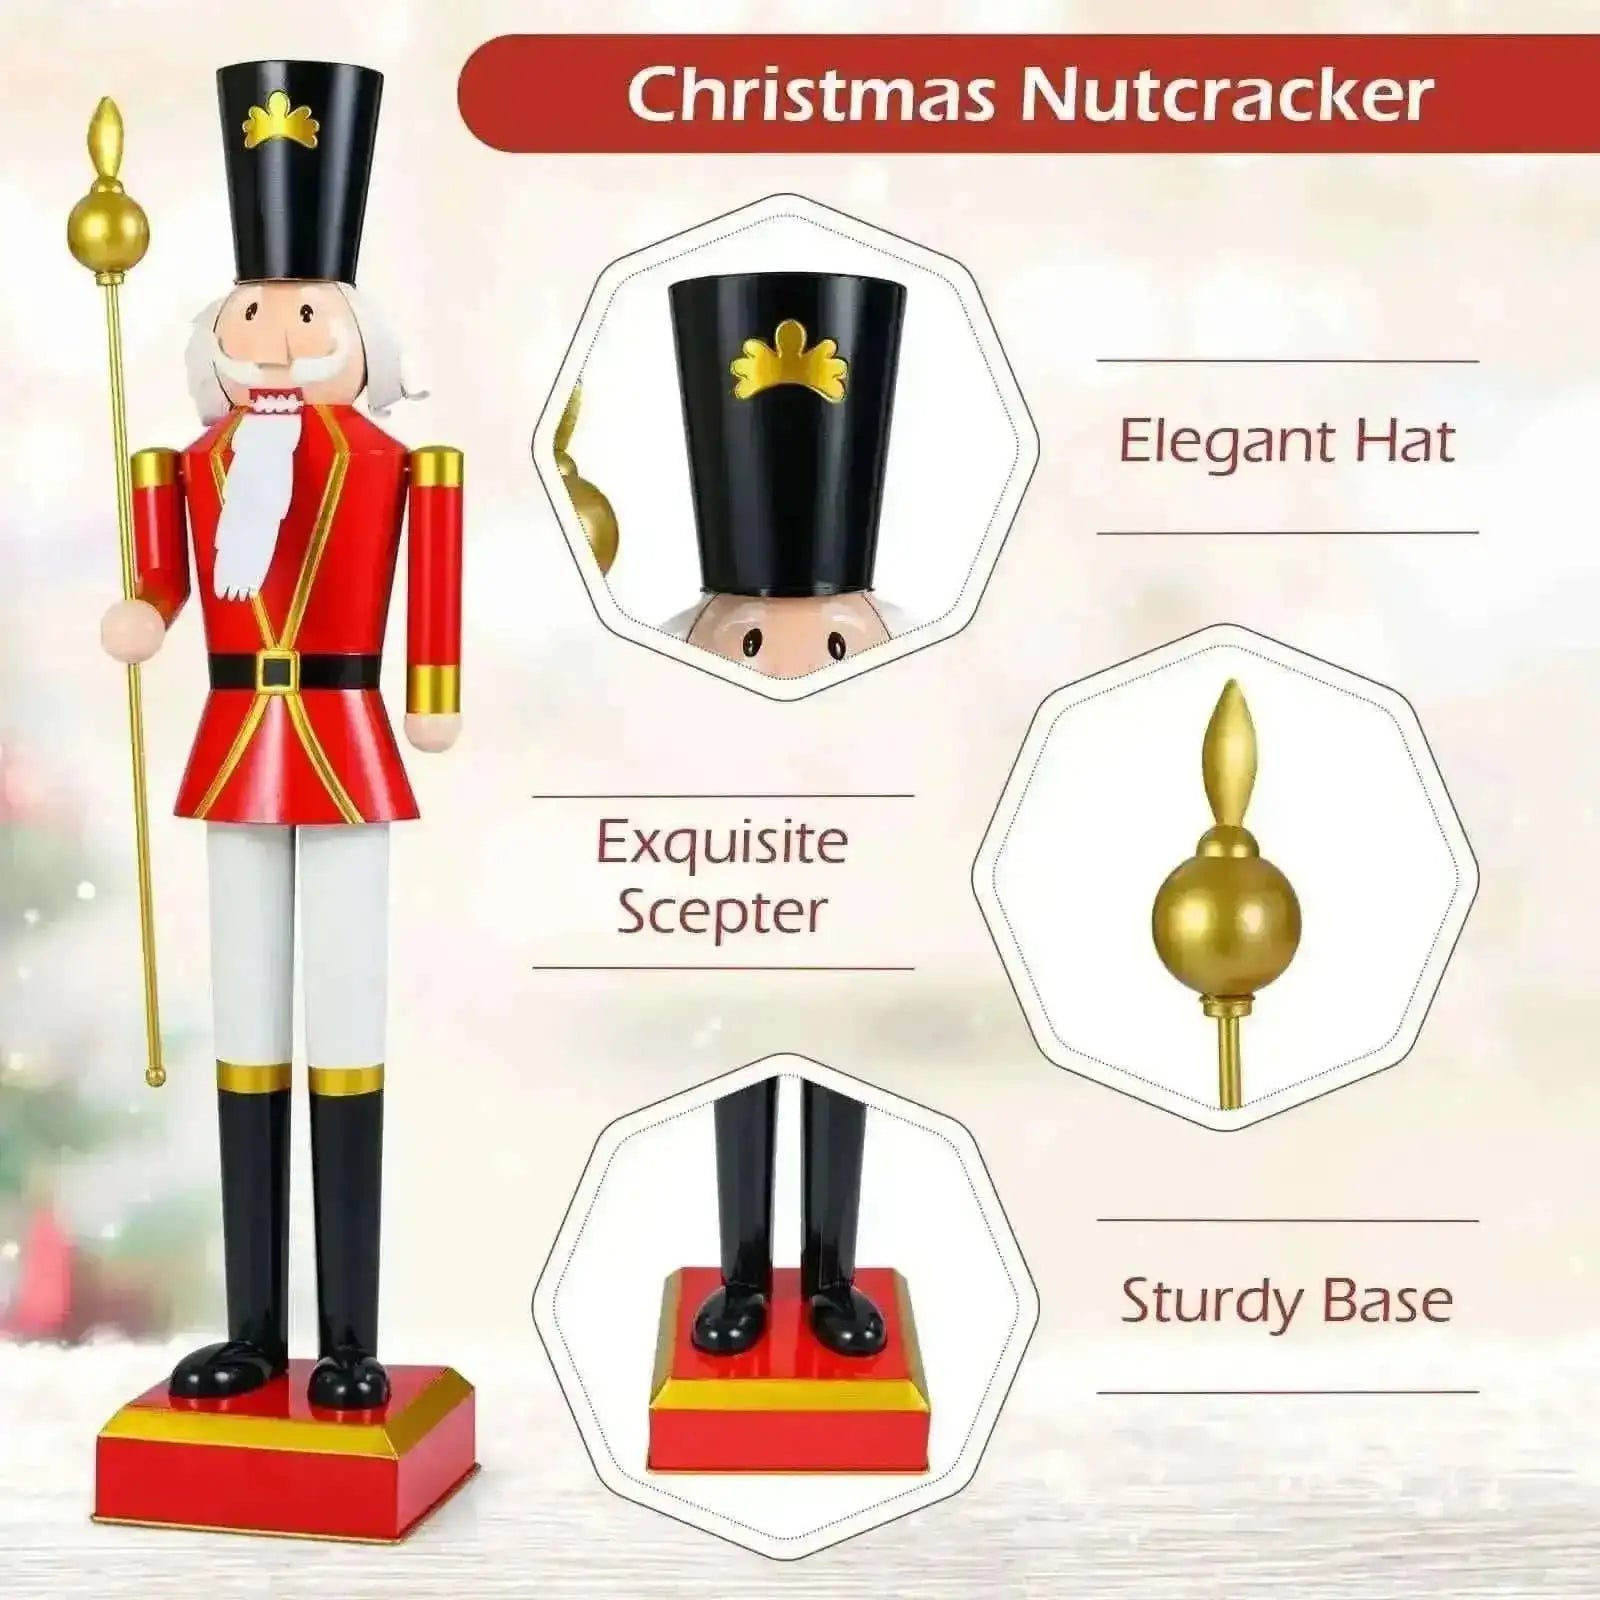 Christmas Nutcracker
Elegant Hat
Exquisite
Scepter
Sturdy Base